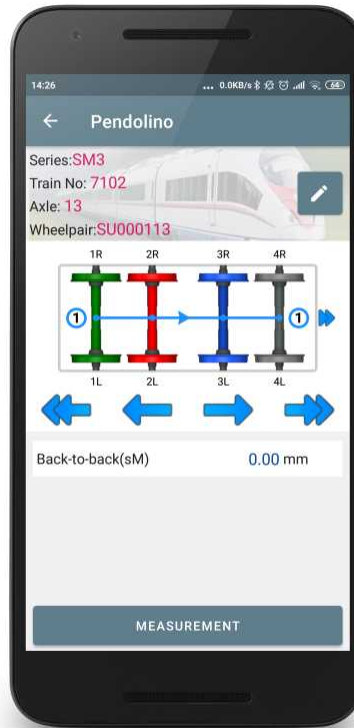 14:26 ... 0.0KB/s 64
Pendolino
Series:SM3
Train No: 7102
Axle: 13
Wheelpair:SU000113
1R 2R 3R 4R
1 1
1L 2L 3L 4L
Back-to-back(sM) 0.00 mm
MEASUREMENT